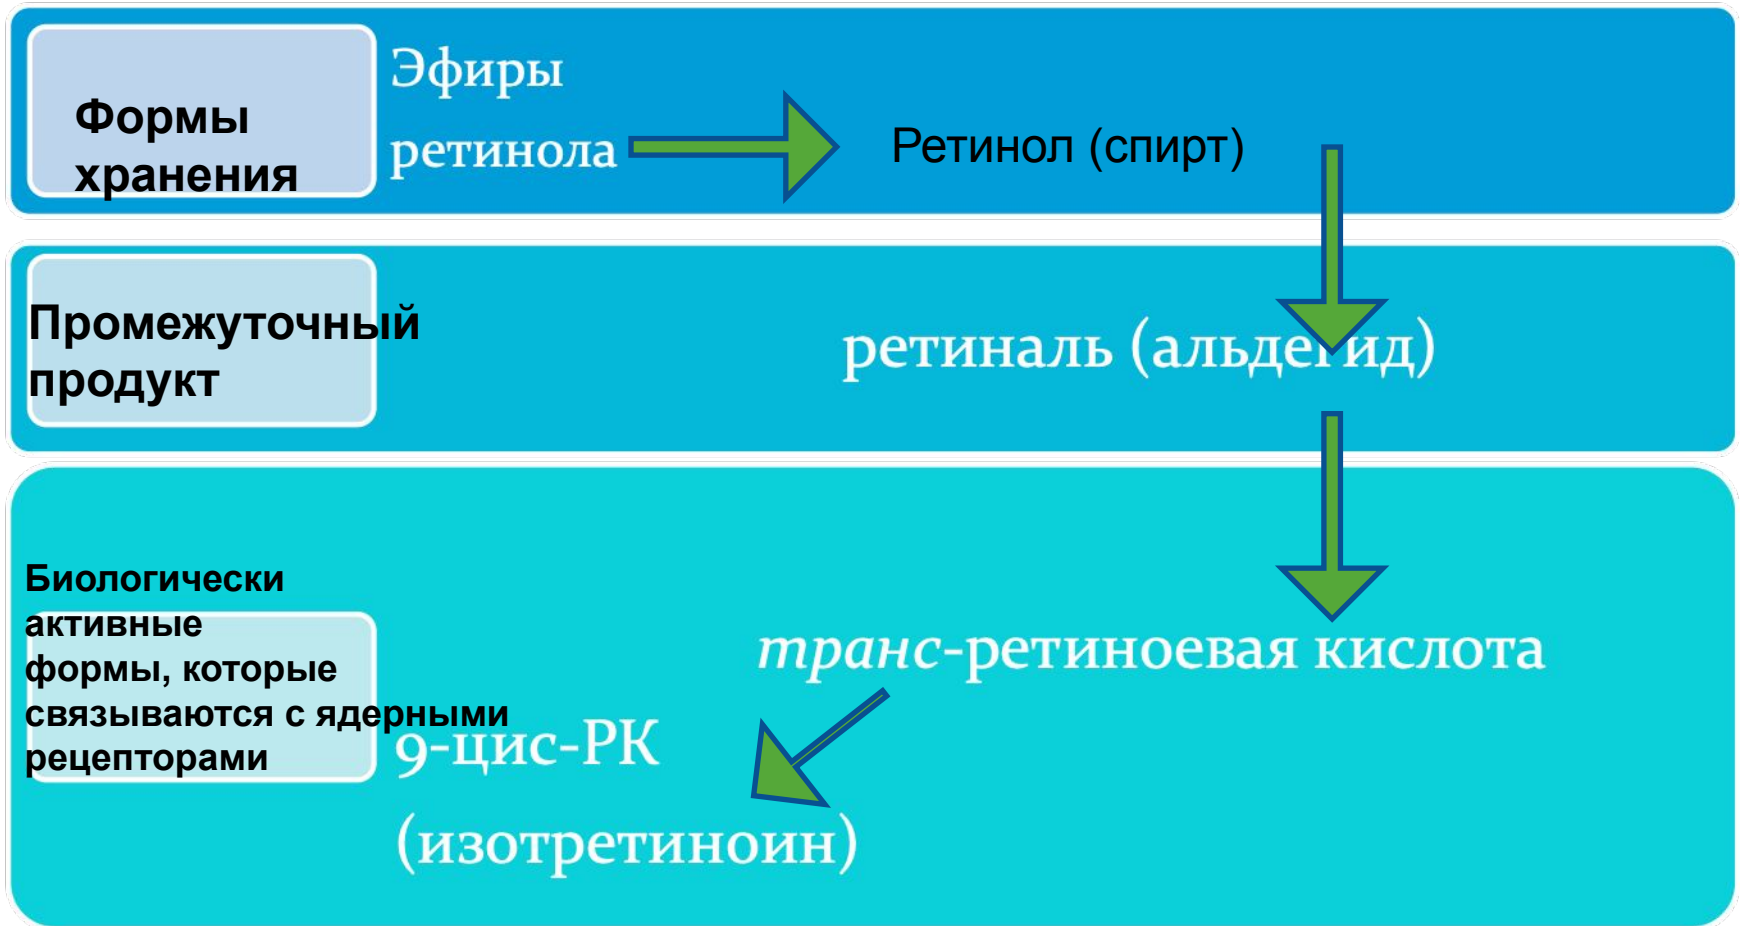 Формы
хранения
Эфиры
ретинола
Ретинол (спирт)
Промежуточный
продукт
ретиналь (альдегид)
Биологически
активные
формы, которые
связываются с ядерными
рецепторами
транс-ретиноевая кислота
9-цис-РК
(изотретиноин)